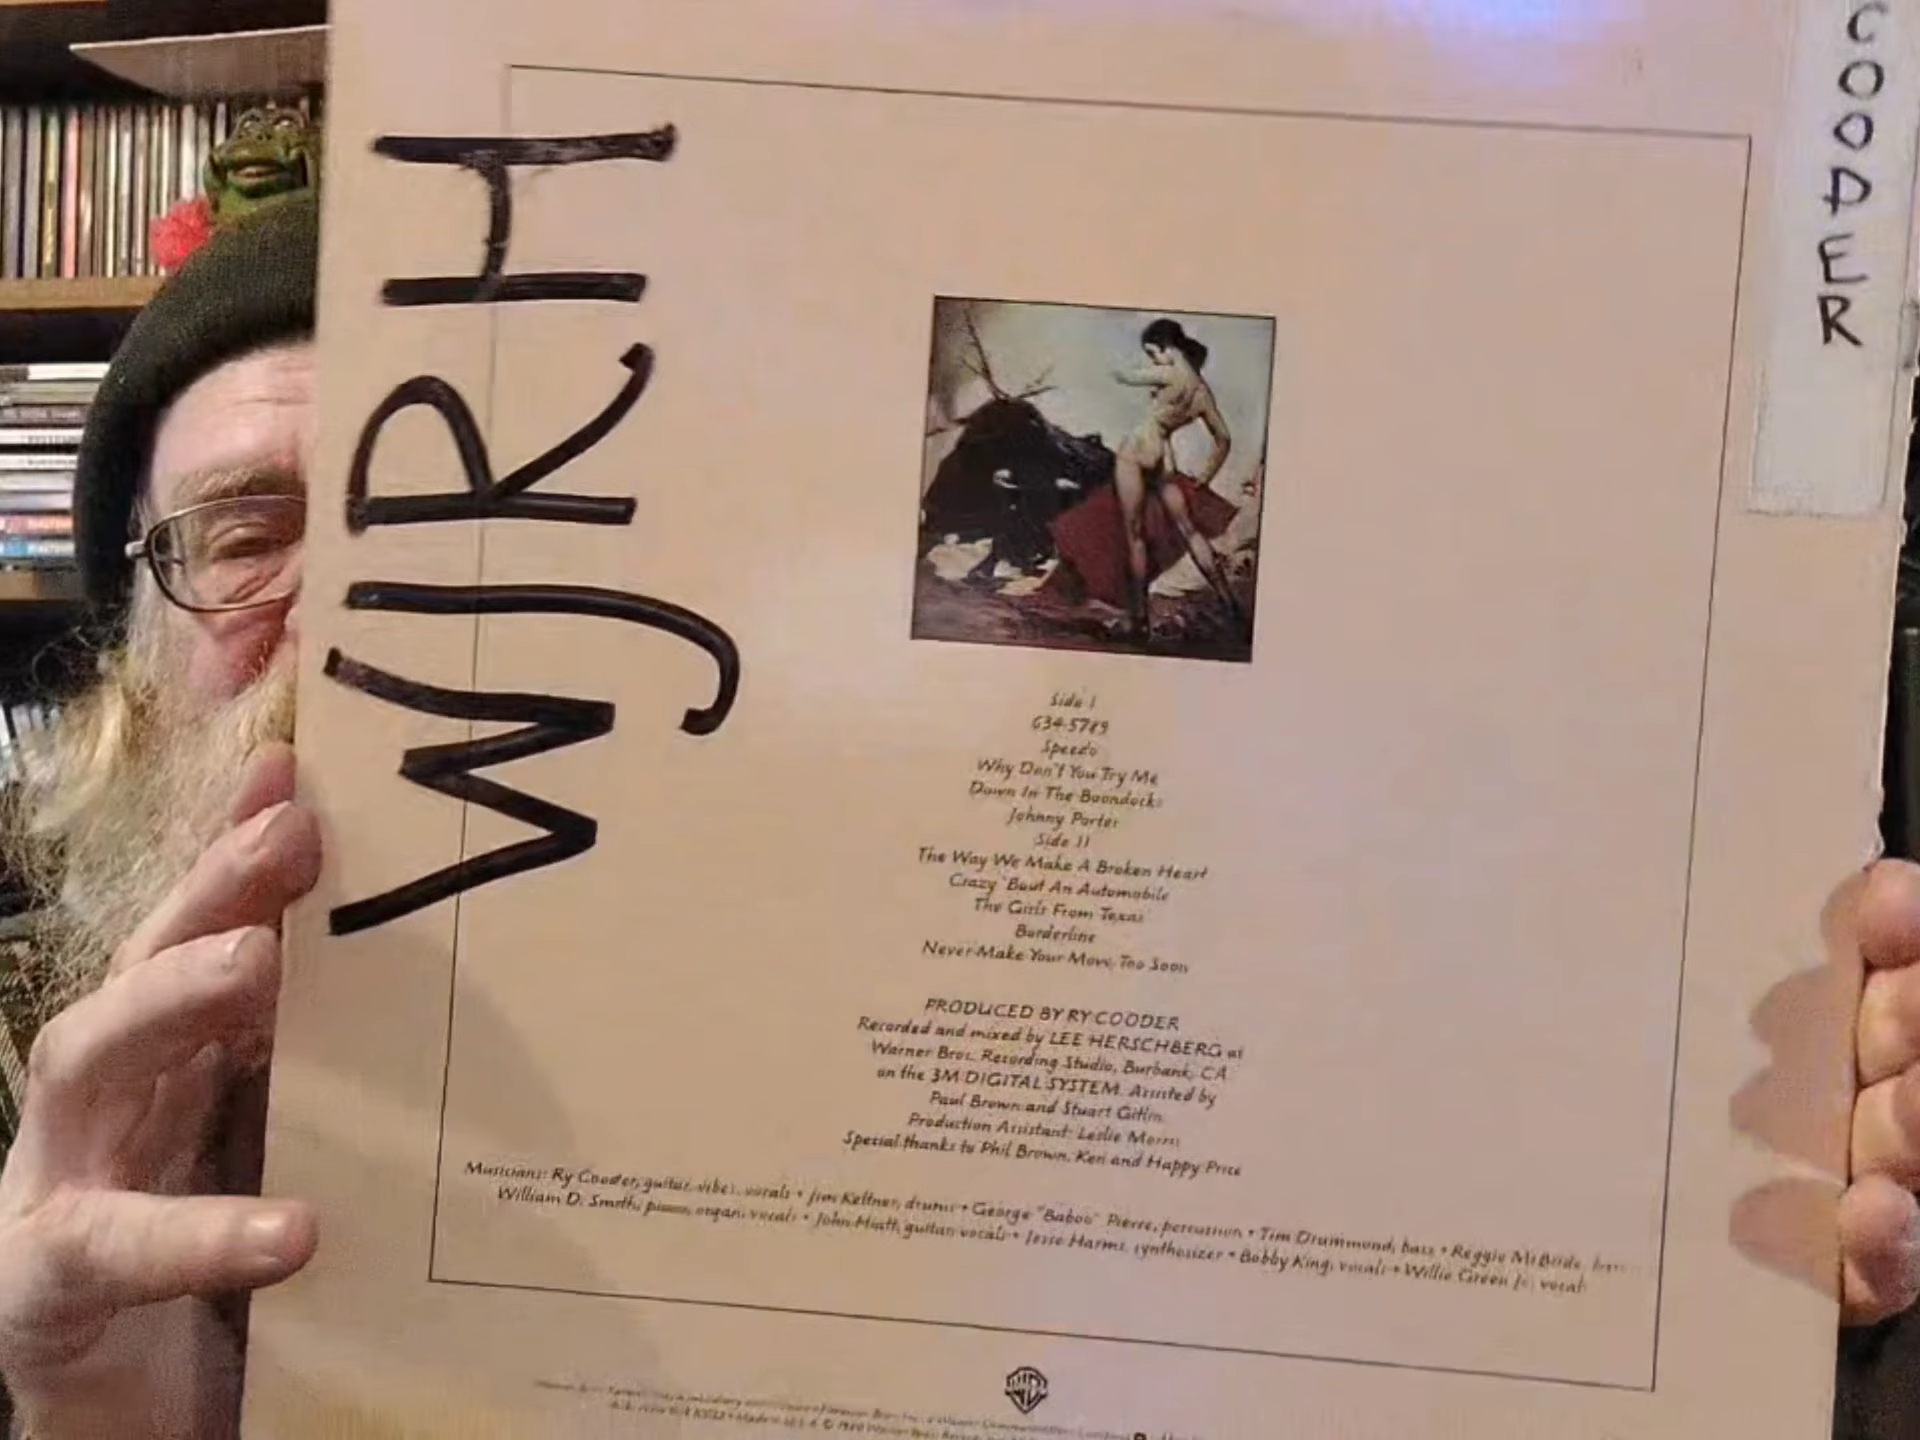 COODER
WJRH
Side I
634-5789
Speedo
Why Don't You Try Me
Down In The Boondocks
Johnny Porter
Side II
The Way We Make A Broken Heart
Crazy 'Bout An Automobile
The Girls From Texas
Borderline
Never Make Your Move Too Soon
PRODUCED BY RY COODER
Recorded and mixed by LEE HERSCHBERG at
Warner Bros. Recording Studio, Burbank, CA
on the 3M DIGITAL SYSTEM. Assisted by
Paul Brown and Stuart Gitlin.
Production Assistant: Leslie Morris
Special thanks to Phil Brown, Keri and Happy Price
Musicians: Ry Cooder, guitar, vibes, vocals • Jim Keltner, drums • George "Baboo" Pierre, percussion • Tim Drummond, bass • Reggie McBride, bass
William D. Smith, piano, organ, vocals • John Hiatt, guitar, vocals • Jesse Harms, synthesizer • Bobby King, vocals • Willie Green Jr., vocals